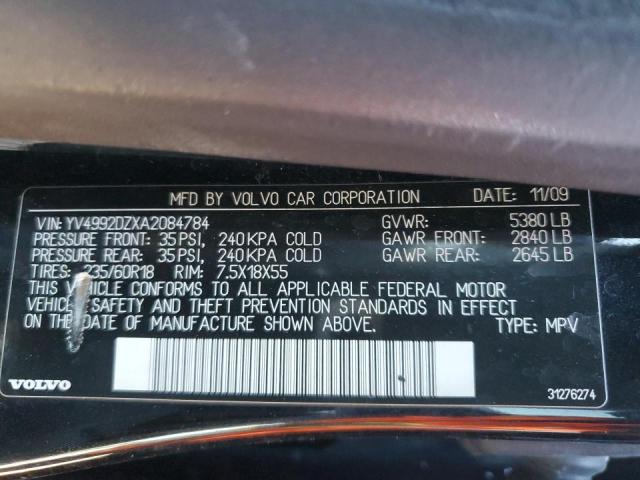 MFD BY VOLVO CAR CORPORATION DATE: 11/09
VIN: YV4992DZXA2084784 GVWR: 5380 LB
PRESSURE FRONT: 35 PSI, 240 KPA COLD GAWR FRONT: 2840 LB
PRESSURE REAR: 35 PSI, 240 KPA COLD GAWR REAR: 2645 LB
TIRES: 235/60R18 RIM: 7.5X18X55
THIS VEHICLE CONFORMS TO ALL APPLICABLE FEDERAL MOTOR
VEHICLE SAFETY AND THEFT PREVENTION STANDARDS IN EFFECT
ON THE DATE OF MANUFACTURE SHOWN ABOVE. TYPE: MPV
VOLVO 31276274